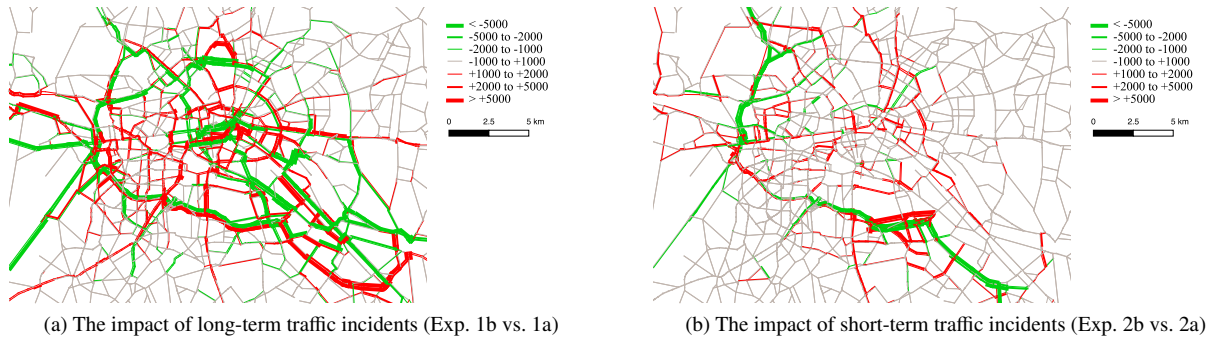 < -5000
-5000 to -2000
-2000 to -1000
-1000 to +1000
+1000 to +2000
+2000 to +5000
> +5000
0 2.5 5 km
(a) The impact of long-term traffic incidents (Exp. 1b vs. 1a)
< -5000
-5000 to -2000
-2000 to -1000
-1000 to +1000
+1000 to +2000
+2000 to +5000
> +5000
0 2.5 5 km
(b) The impact of short-term traffic incidents (Exp. 2b vs. 2a)